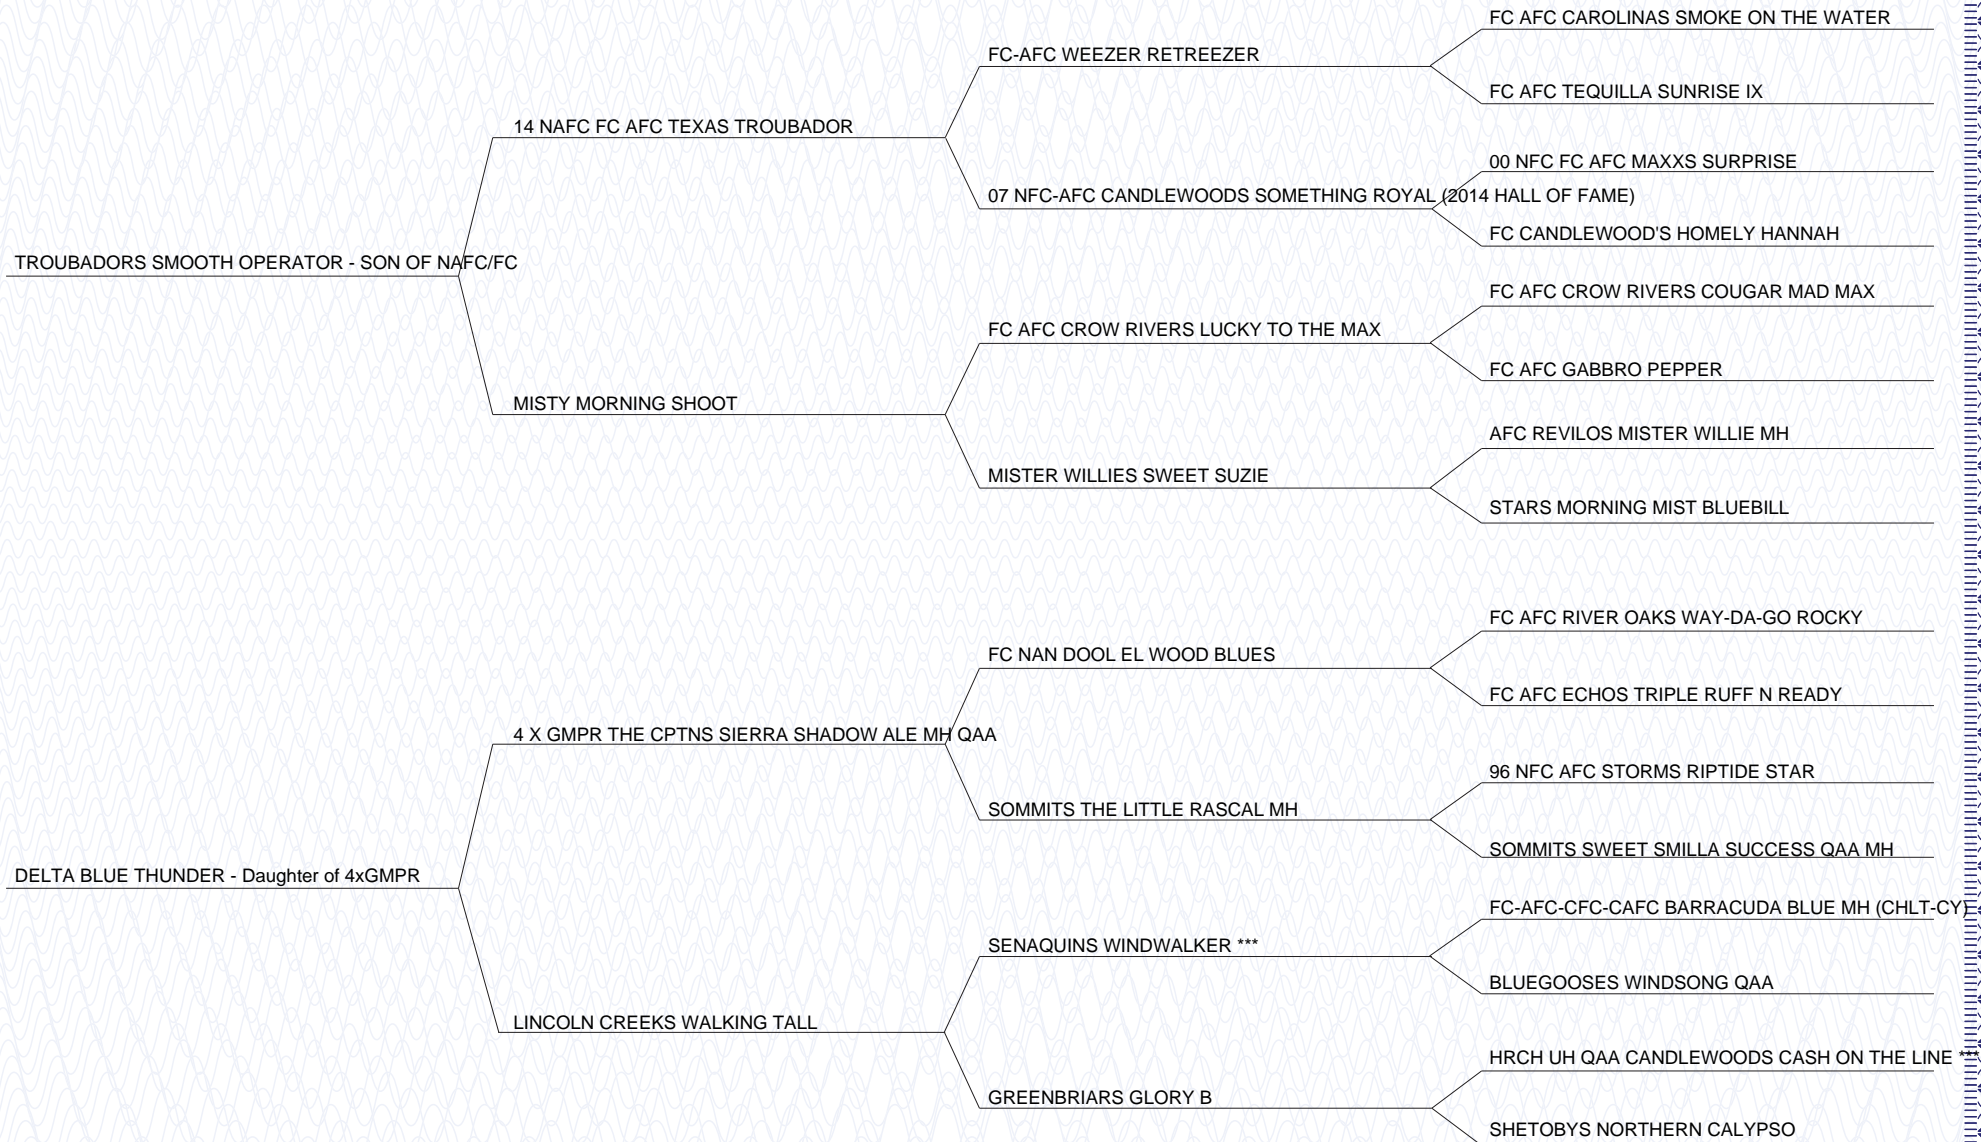 FC AFC CAROLINAS SMOKE ON THE WATER
FC-AFC WEEZER RETREEZER
FC AFC TEQUILLA SUNRISE IX
14 NAFC FC AFC TEXAS TROUBADOR
00 NFC FC AFC MAXXS SURPRISE
07 NFC-AFC CANDLEWOODS SOMETHING ROYAL (2014 HALL OF FAME)
FC CANDLEWOOD'S HOMELY HANNAH
TROUBADORS SMOOTH OPERATOR - SON OF NAFC/FC
FC AFC CROW RIVERS COUGAR MAD MAX
FC AFC CROW RIVERS LUCKY TO THE MAX
FC AFC GABBRO PEPPER
MISTY MORNING SHOOT
AFC REVILOS MISTER WILLIE MH
MISTER WILLIES SWEET SUZIE
STARS MORNING MIST BLUEBILL
FC AFC RIVER OAKS WAY-DA-GO ROCKY
FC NAN DOOL EL WOOD BLUES
FC AFC ECHOS TRIPLE RUFF N READY
4 X GMPR THE CPTNS SIERRA SHADOW ALE MH QAA
96 NFC AFC STORMS RIPTIDE STAR
SOMMITS THE LITTLE RASCAL MH
SOMMITS SWEET SMILLA SUCCESS QAA MH
DELTA BLUE THUNDER - Daughter of 4xGMPR
FC-AFC-CFC-CAFC BARRACUDA BLUE MH (CHLT-CY)
SENAQUINS WINDWALKER ***
BLUEGOOSES WINDSONG QAA
LINCOLN CREEKS WALKING TALL
HRCH UH QAA CANDLEWOODS CASH ON THE LINE ***
GREENBRIARS GLORY B
SHETOBYS NORTHERN CALYPSO